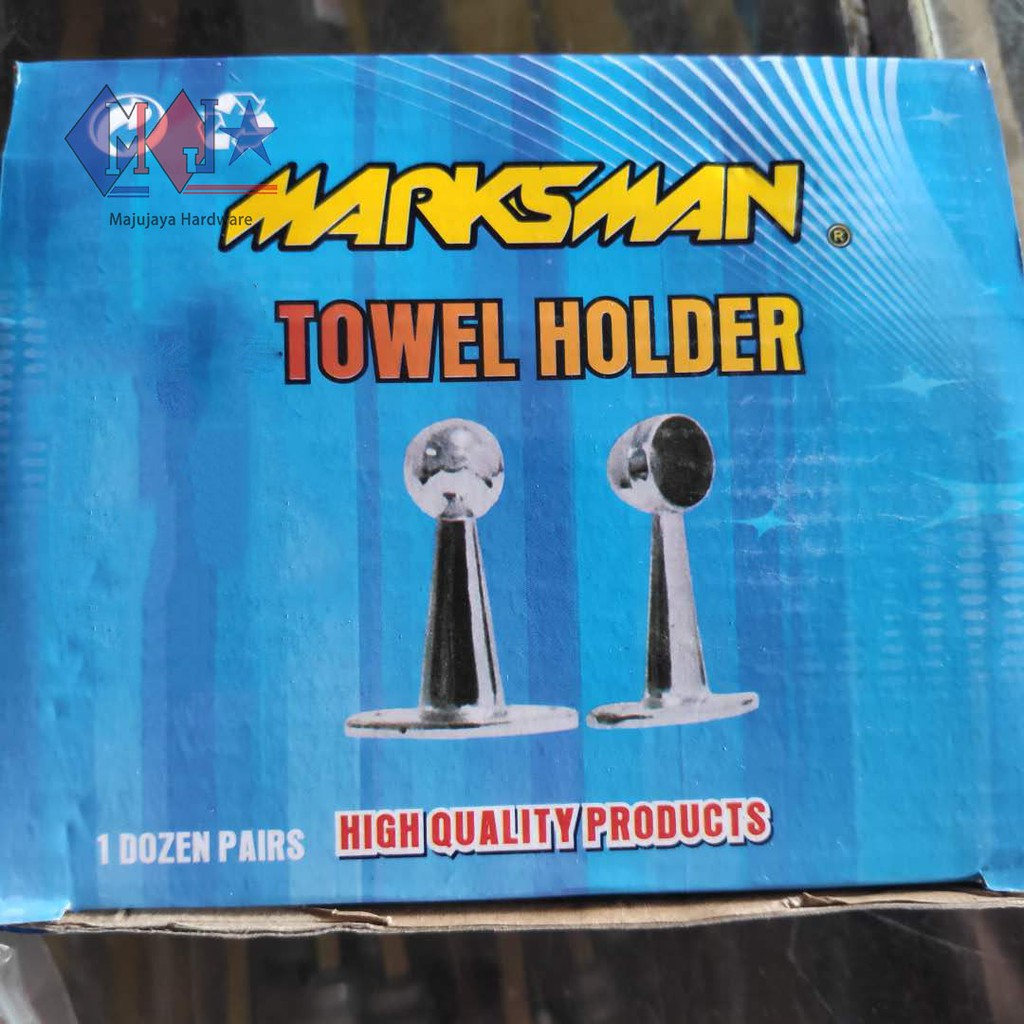 MJ
Majujaya Hardware
MARKSMAN ®
TOWEL HOLDER
1 DOZEN PAIRS
HIGH QUALITY PRODUCTS